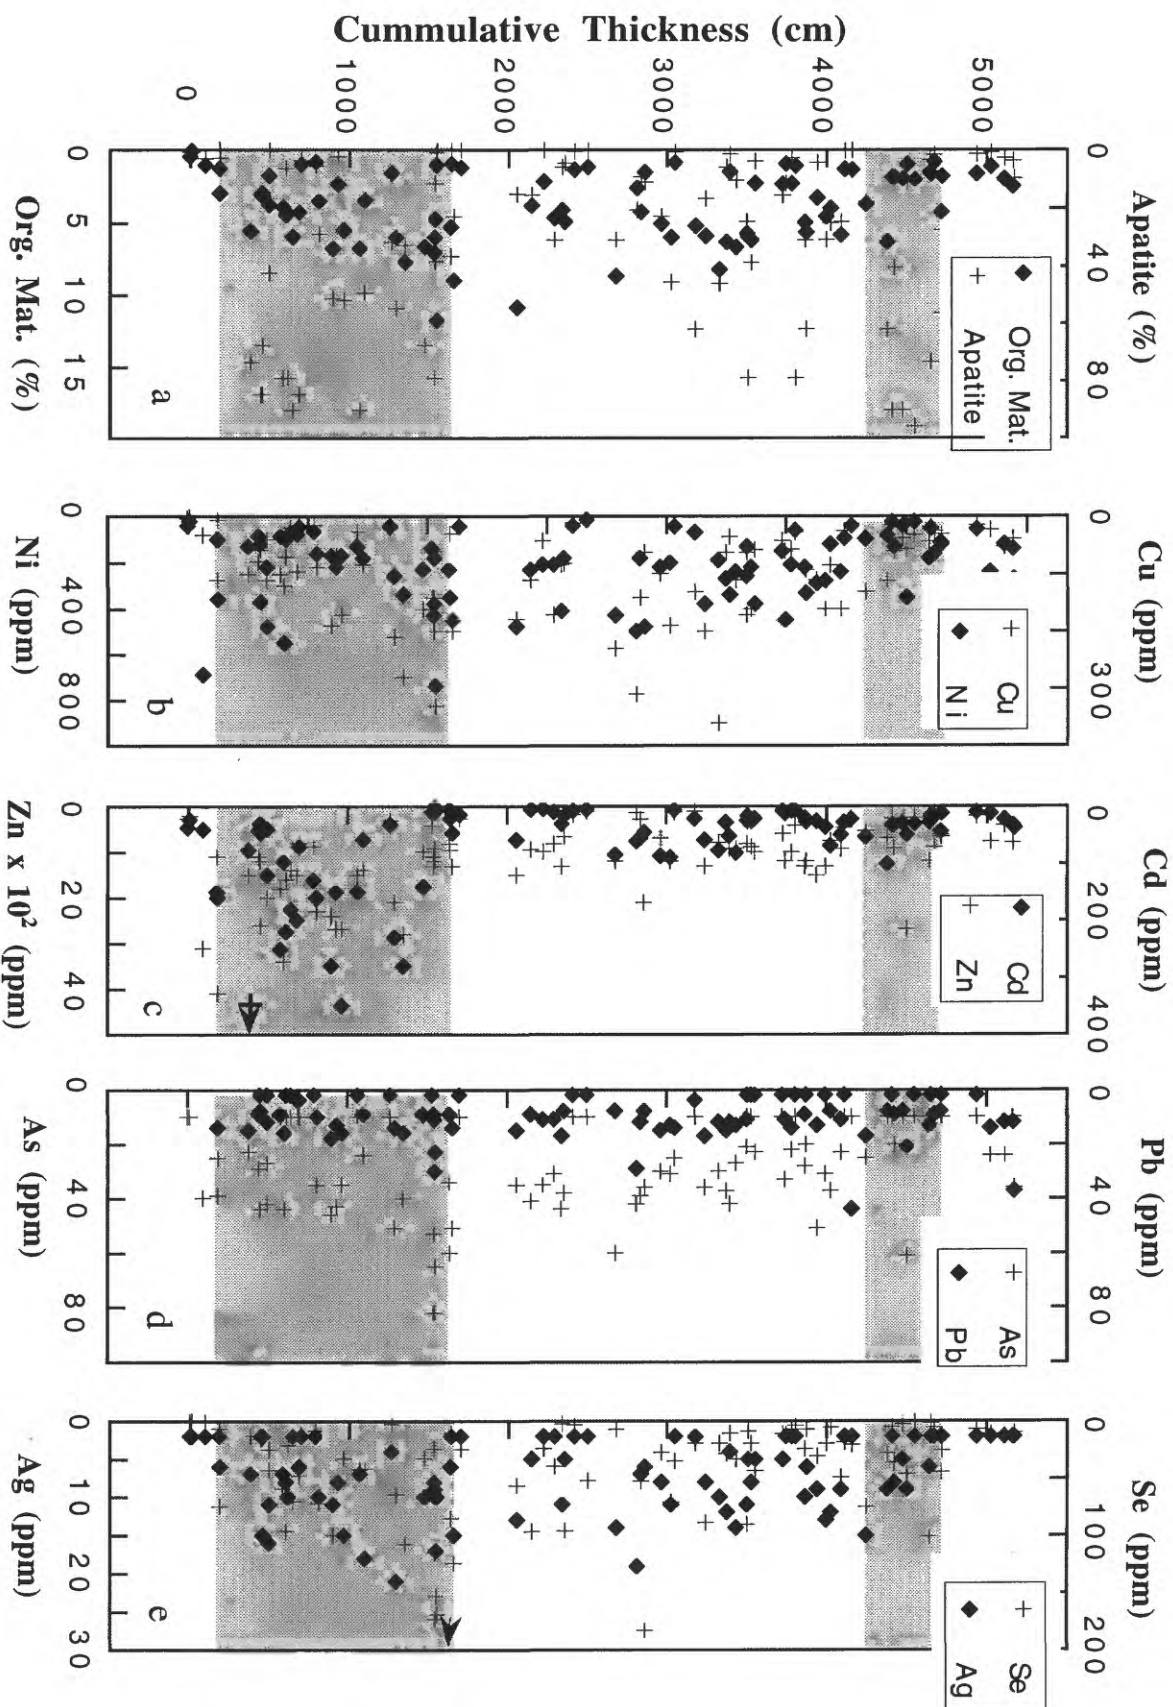 Cummulative Thickness (cm)
0 1000 2000 3000 4000 5000
Apatite (%)
0 40 80
Org. Mat.
Apatite
a
0 5 10 15
Org. Mat. (%)
Cu (ppm)
0 300
Cu
Ni
b
0 400 800
Ni (ppm)
Cd (ppm)
0 200 400
Cd
Zn
c
0 20 40
Zn x 10² (ppm)
Pb (ppm)
0 40 80
As
Pb
d
0 40 80
As (ppm)
Se (ppm)
0 100 200
Se
Ag
e
0 10 20 30
Ag (ppm)